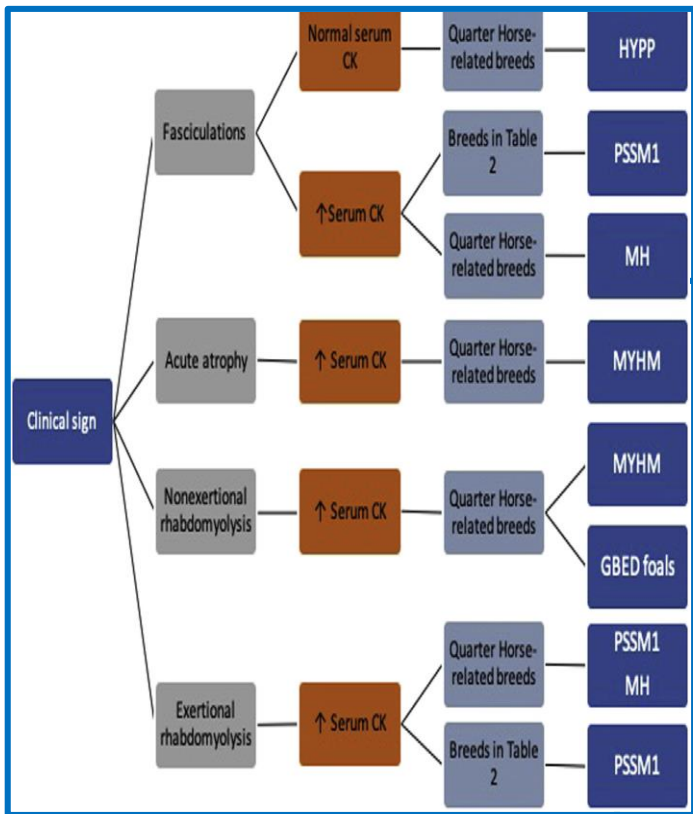 Clinical sign
Fasciculations
Normal serum
CK
Quarter Horse-
related breeds
HYPP
↑Serum CK
Breeds in Table
2
PSSM1
Quarter Horse-
related breeds
MH
Acute atrophy
↑ Serum CK
Quarter Horse-
related breeds
MYHM
Nonexertional
rhabdomyolysis
↑ Serum CK
Quarter Horse-
related breeds
MYHM
GBED foals
Exertional
rhabdomyolysis
↑ Serum CK
Quarter Horse-
related breeds
PSSM1
MH
Breeds in Table
2
PSSM1